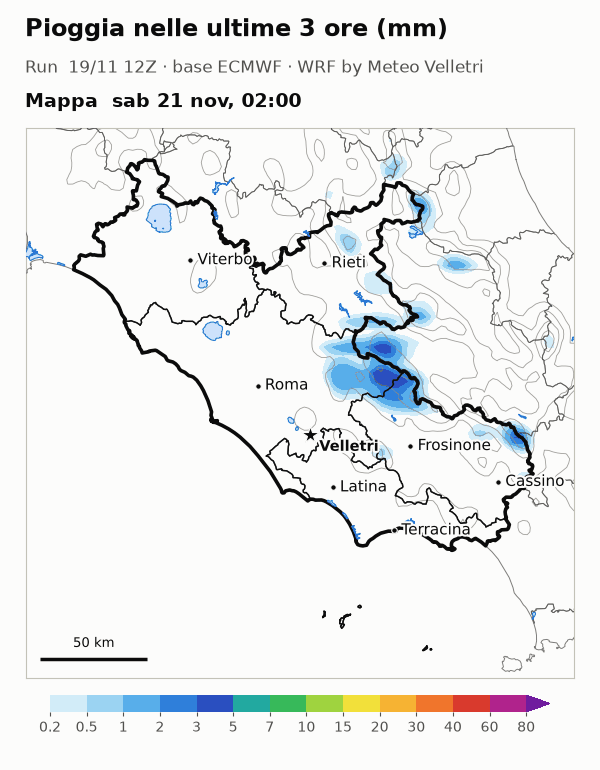 Pioggia nelle ultime 3 ore (mm)
Run  19/11 12Z · base ECMWF · WRF by Meteo Velletri
Mappa  sab 21 nov, 02:00
Viterbo
Rieti
Roma
Velletri
Frosinone
Cassino
Latina
Terracina
50 km
0.2 0.5 1 2 3 5 7 10 15 20 30 40 60 80